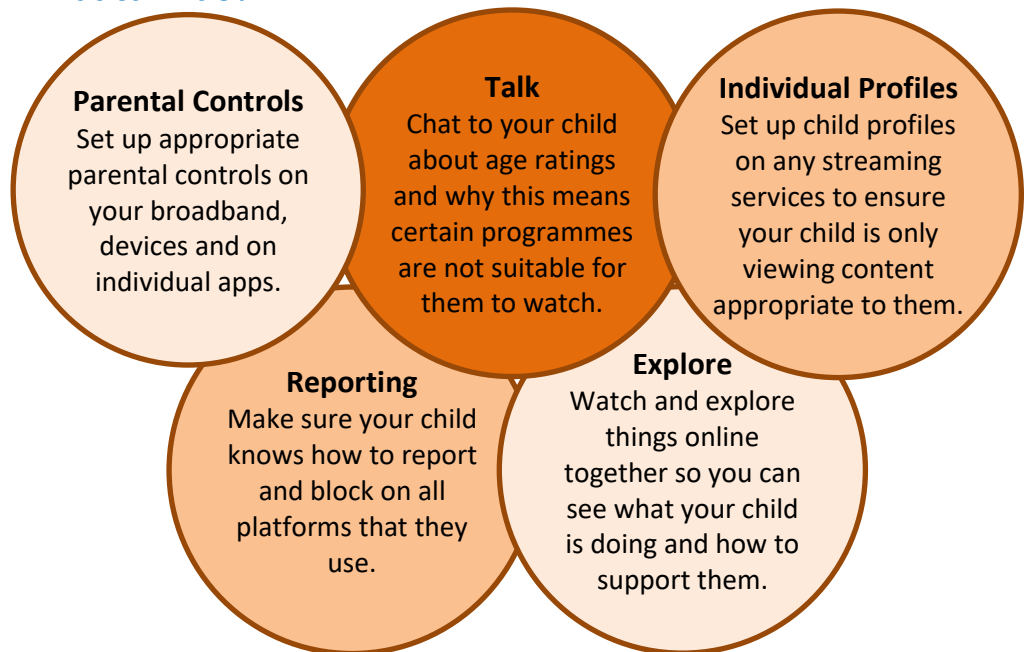 Parental Controls
Set up appropriate
parental controls on
your broadband,
devices and on
individual apps.
Talk
Chat to your child
about age ratings
and why this means
certain programmes
are not suitable for
them to watch.
Individual Profiles
Set up child profiles
on any streaming
services to ensure
your child is only
viewing content
appropriate to them.
Reporting
Make sure your child
knows how to report
and block on all
platforms that they
use.
Explore
Watch and explore
things online
together so you can
see what your child
is doing and how to
support them.